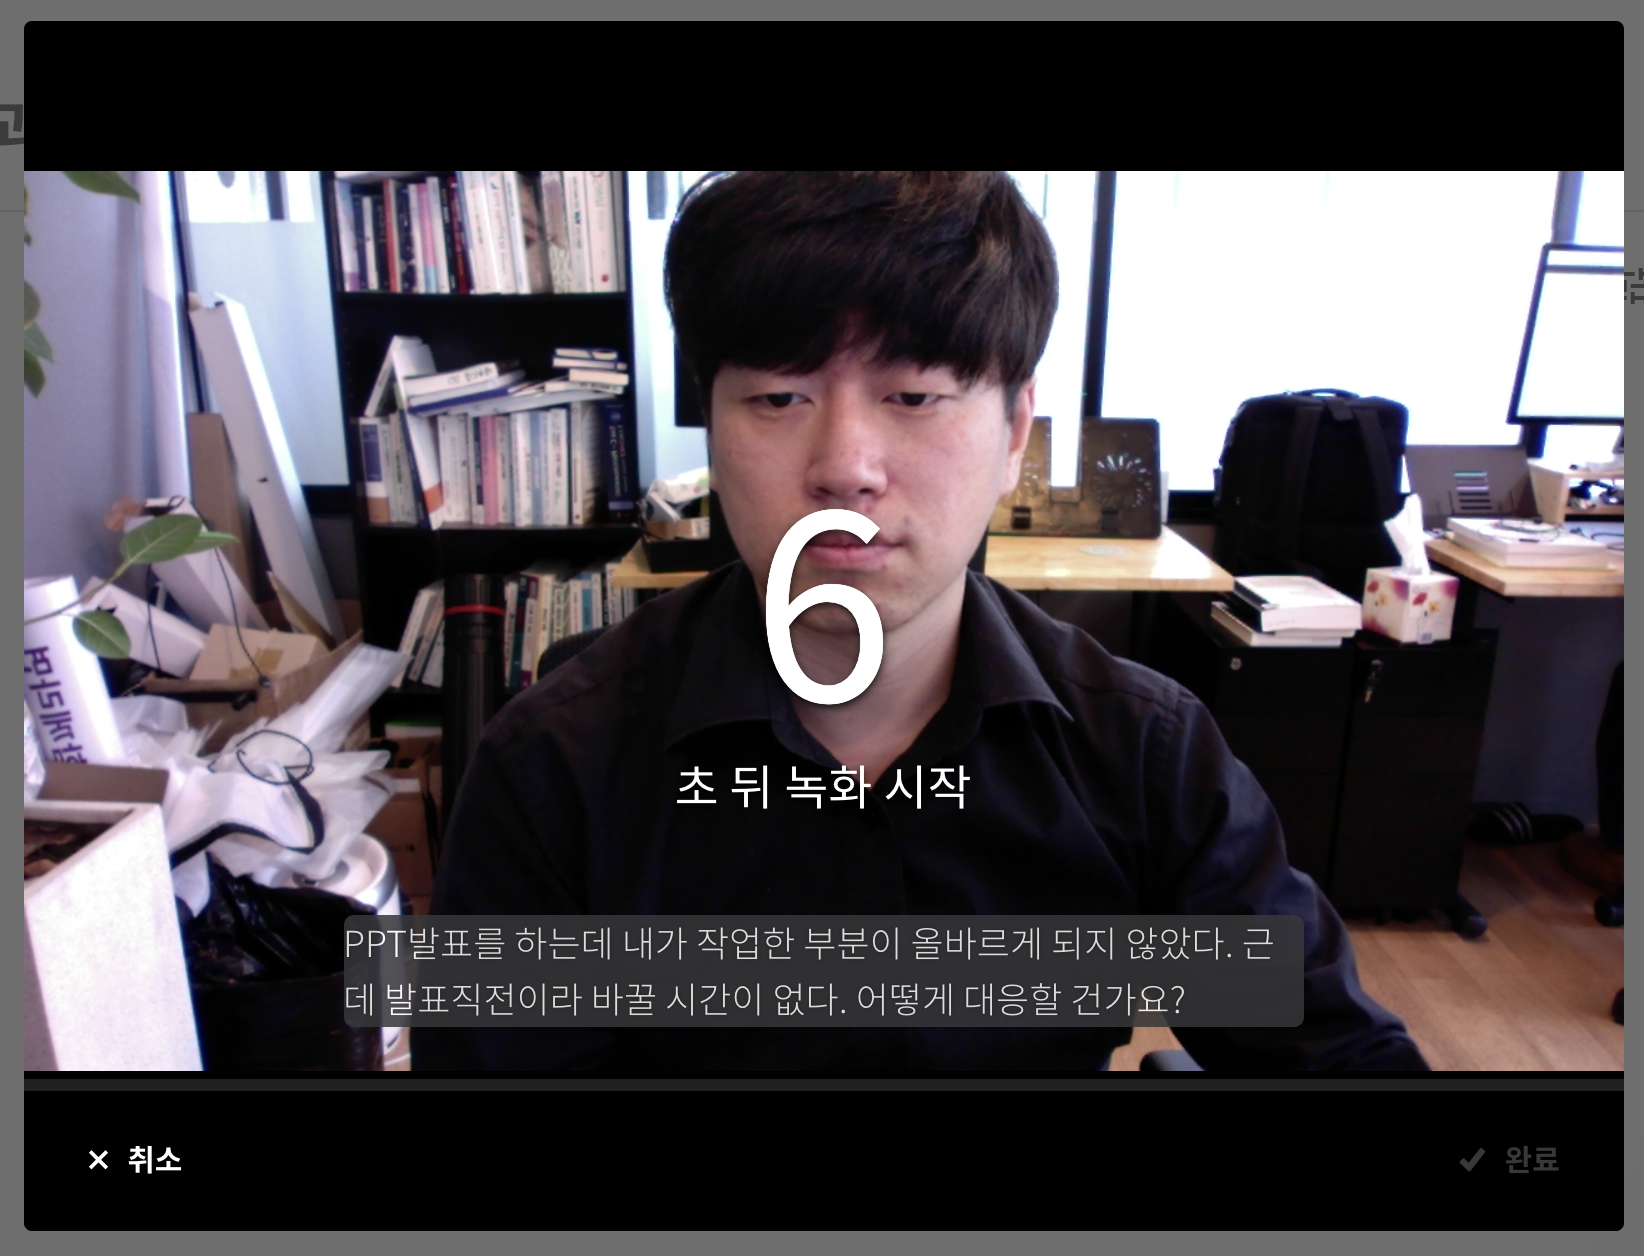 6
초 뒤 녹화 시작
PPT발표를 하는데 내가 작업한 부분이 올바르게 되지 않았다. 근
데 발표직전이라 바꿀 시간이 없다. 어떻게 대응할 건가요?
취소
완료